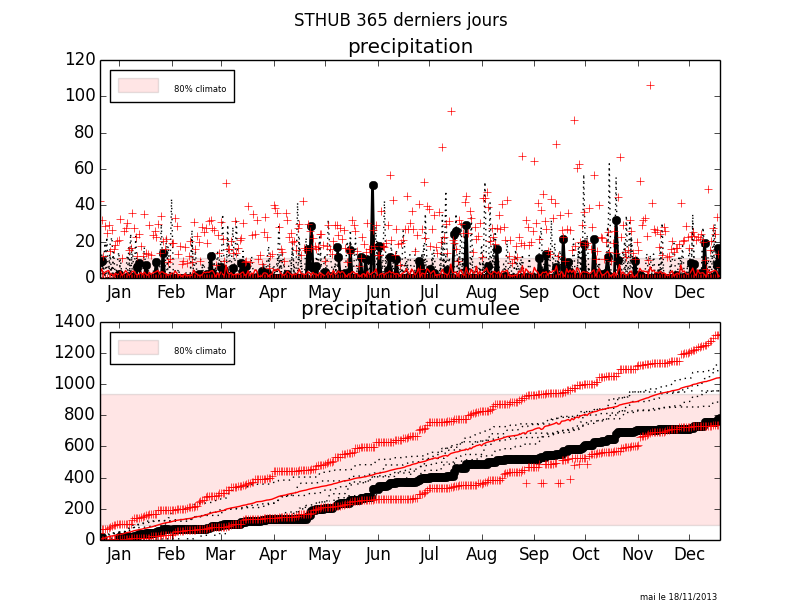 STHUB 365 derniers jours
precipitation
120
100
80
60
40
20
0
80% climato
Jan Feb Mar Apr May Jun Jul Aug Sep Oct Nov Dec
precipitation cumulee
1400
1200
1000
800
600
400
200
0
80% climato
Jan Feb Mar Apr May Jun Jul Aug Sep Oct Nov Dec
maj le 18/11/2013